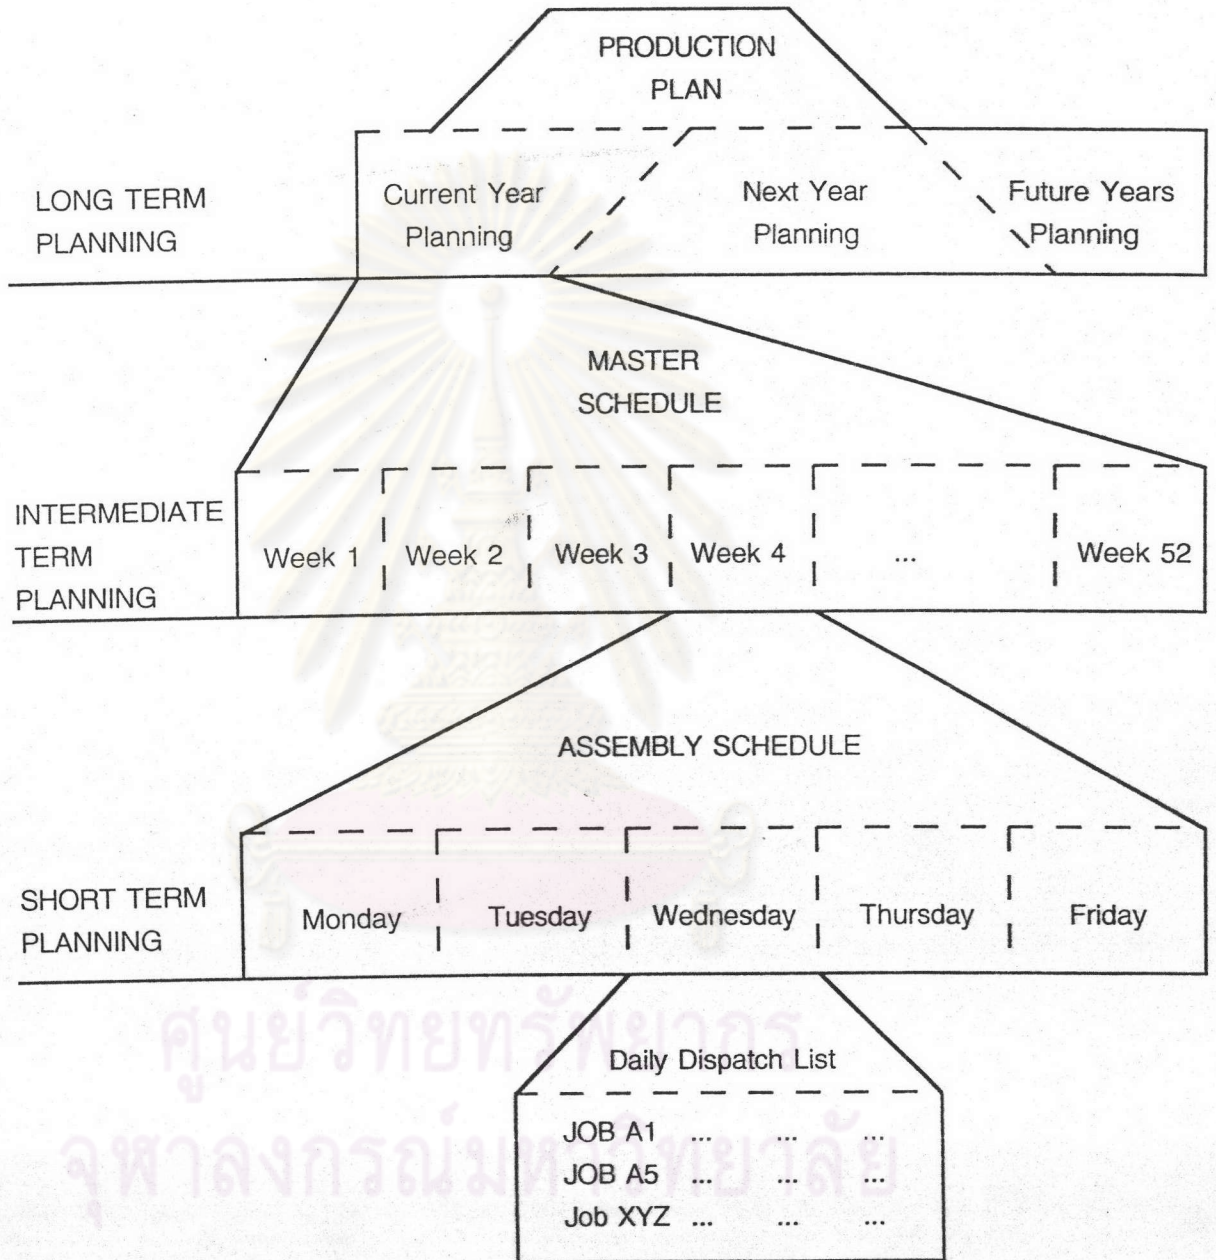 PRODUCTION
PLAN
LONG TERM
PLANNING
Current Year
Planning
Next Year
Planning
Future Years
Planning
MASTER
SCHEDULE
INTERMEDIATE
TERM
PLANNING
Week 1
Week 2
Week 3
Week 4
...
Week 52
ASSEMBLY SCHEDULE
SHORT TERM
PLANNING
Monday
Tuesday
Wednesday
Thursday
Friday
Daily Dispatch List
JOB A1 ... ... ...
JOB A5 ... ... ...
Job XYZ ... ... ...
ศูนย์วิทยทรัพยากร
จุฬาลงกรณ์มหาวิทยาลัย